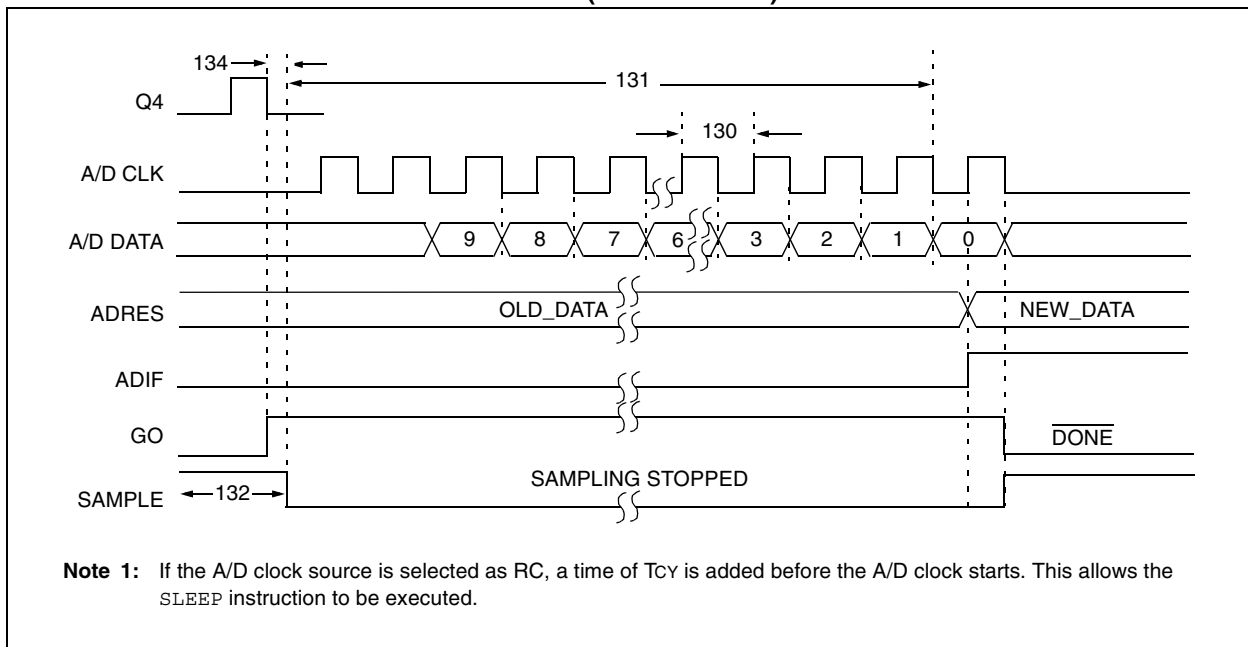 134
131
Q4
130
A/D CLK
A/D DATA
9 8 7 6 3 2 1 0
ADRES
OLD_DATA
NEW_DATA
ADIF
GO
DONE
SAMPLING STOPPED
SAMPLE
132
Note 1: If the A/D clock source is selected as RC, a time of TCY is added before the A/D clock starts. This allows the
SLEEP instruction to be executed.